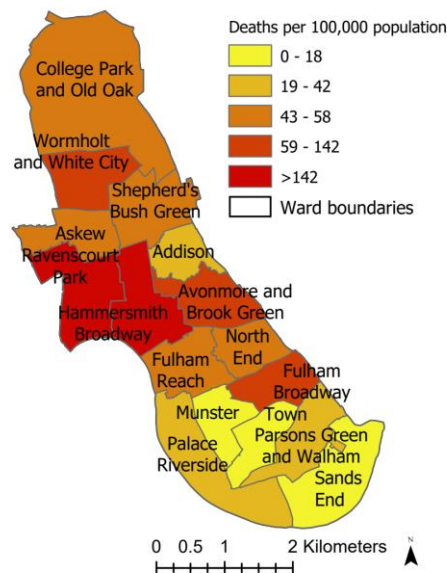 Deaths per 100,000 population
0 - 18
19 - 42
43 - 58
59 - 142
>142
Ward boundaries
College Park
and Old Oak
Wormholt
and White City
Shepherd's
Bush Green
Askew
Ravenscourt
Park
Addison
Avonmore and
Brook Green
Hammersmith
Broadway
North
End
Fulham
Reach
Fulham
Broadway
Munster
Town
Palace
Riverside
Parsons Green
and Walham
Sands
End
0 0.5 1 2 Kilometers
N